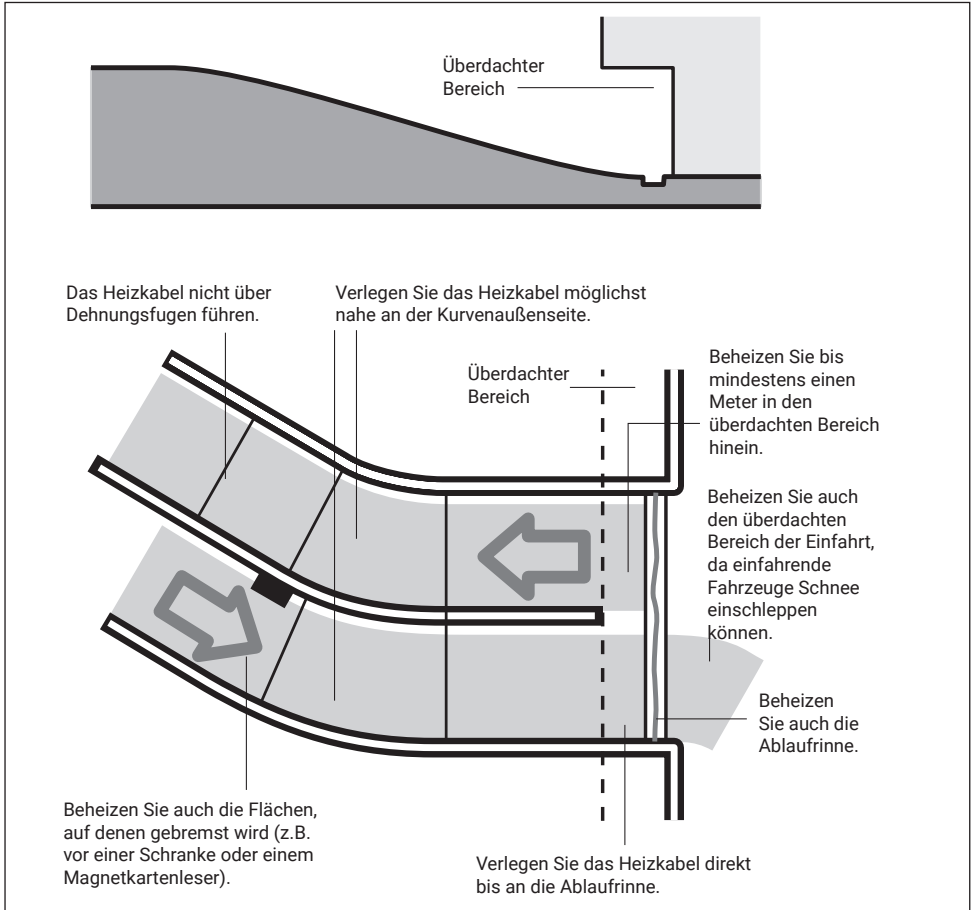 Überdachter
Bereich
Das Heizkabel nicht über
Dehnungsfugen führen.
Verlegen Sie das Heizkabel möglichst
nahe an der Kurvenaußenseite.
Überdachter
Bereich
Beheizen Sie bis
mindestens einen
Meter in den
überdachten Bereich
hinein.
Beheizen Sie auch
den überdachten
Bereich der Einfahrt,
da einfahrende
Fahrzeuge Schnee
einschleppen
können.
Beheizen
Sie auch die
Ablaufrinne.
Beheizen Sie auch die Flächen,
auf denen gebremst wird (z.B.
vor einer Schranke oder einem
Magnetkartenleser).
Verlegen Sie das Heizkabel direkt
bis an die Ablaufrinne.